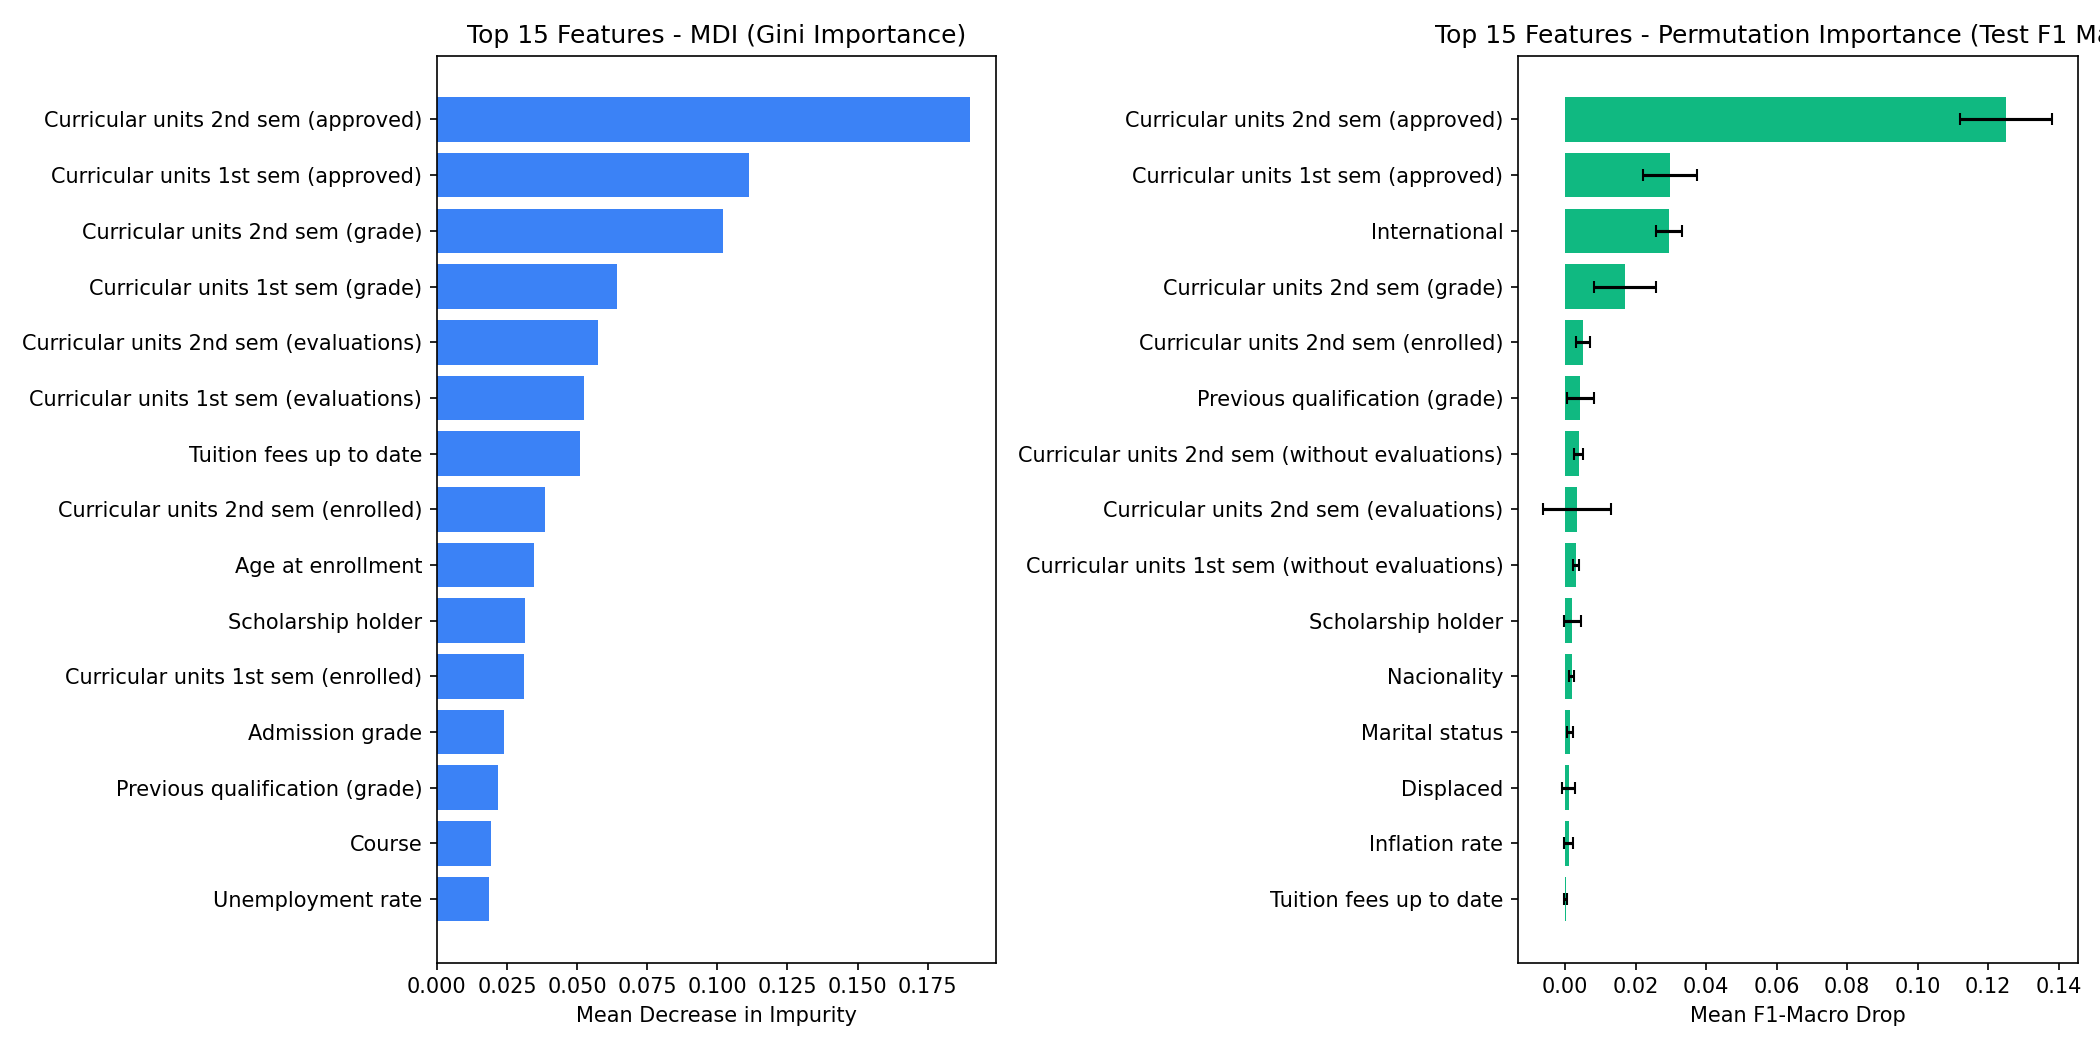 Top 15 Features - MDI (Gini Importance)
Curricular units 2nd sem (approved)
Curricular units 1st sem (approved)
Curricular units 2nd sem (grade)
Curricular units 1st sem (grade)
Curricular units 2nd sem (evaluations)
Curricular units 1st sem (evaluations)
Tuition fees up to date
Curricular units 2nd sem (enrolled)
Age at enrollment
Scholarship holder
Curricular units 1st sem (enrolled)
Admission grade
Previous qualification (grade)
Course
Unemployment rate
0.000 0.025 0.050 0.075 0.100 0.125 0.150 0.175
Mean Decrease in Impurity
Top 15 Features - Permutation Importance (Test F1 Ma
Curricular units 2nd sem (approved)
Curricular units 1st sem (approved)
International
Curricular units 2nd sem (grade)
Curricular units 2nd sem (enrolled)
Previous qualification (grade)
Curricular units 2nd sem (without evaluations)
Curricular units 2nd sem (evaluations)
Curricular units 1st sem (without evaluations)
Scholarship holder
Nacionality
Marital status
Displaced
Inflation rate
Tuition fees up to date
0.00 0.02 0.04 0.06 0.08 0.10 0.12 0.14
Mean F1-Macro Drop